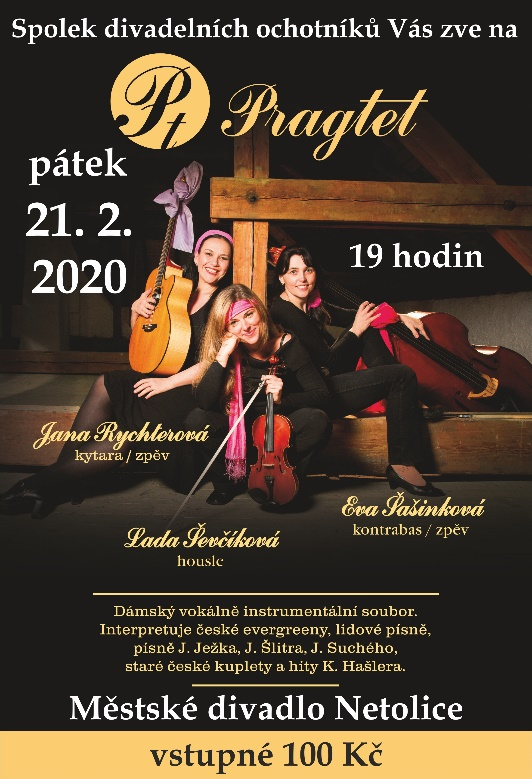 Spolek divadelních ochotníků Vás zve na
Pt Pragtet
pátek
21. 2.
2020
19 hodin
Jana Rychterová
kytara / zpěv
Eva Šašinková
kontrabas / zpěv
Lada Ševčíková
housle
Dámský vokálně instrumentální soubor.
Interpretuje české evergreeny, lidové písně,
písně J. Ježka, J. Šlitra, J. Suchého,
staré české kuplety a hity K. Hašlera.
Městské divadlo Netolice
vstupné 100 Kč